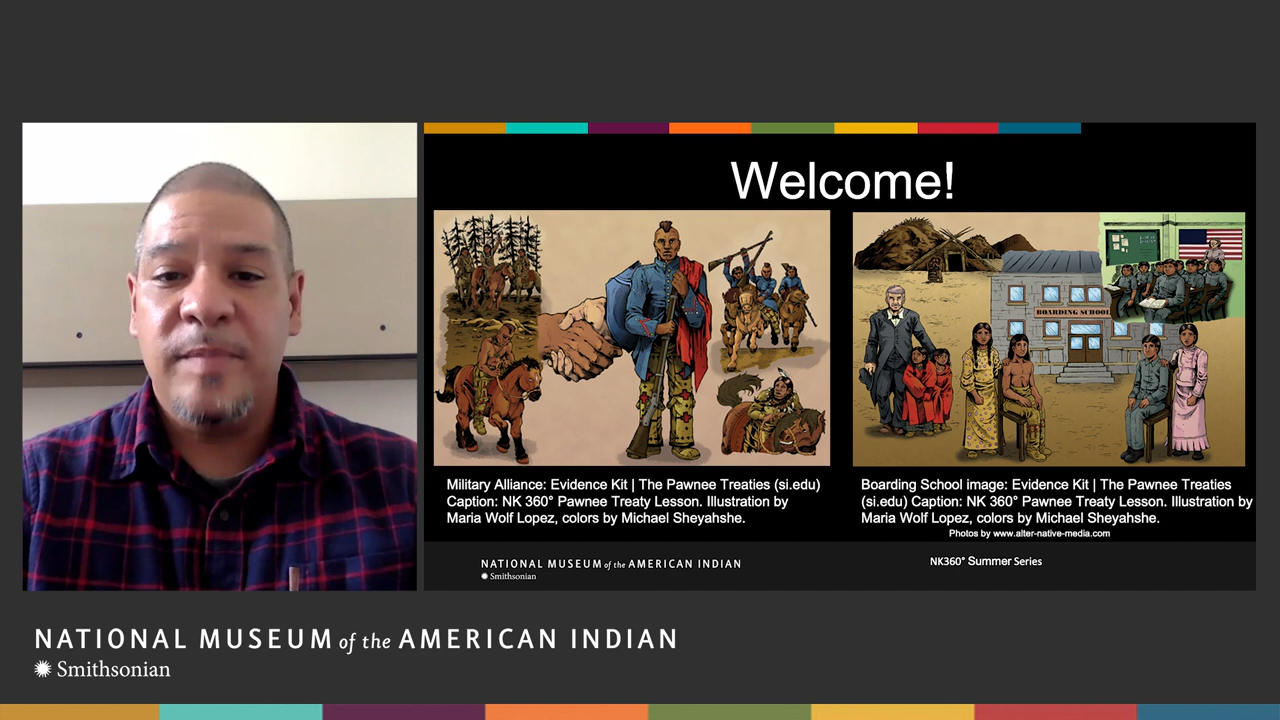 Welcome!
BOARDING SCHOOL
Military Alliance: Evidence Kit | The Pawnee Treaties (si.edu)
Caption: NK 360° Pawnee Treaty Lesson. Illustration by
Maria Wolf Lopez, colors by Michael Sheyahshe.
Boarding School image: Evidence Kit | The Pawnee Treaties
(si.edu) Caption: NK 360° Pawnee Treaty Lesson. Illustration by
Maria Wolf Lopez, colors by Michael Sheyahshe.
Photos by www.alter-native-media.com
NATIONAL MUSEUM of the AMERICAN INDIAN
Smithsonian
NK360° Summer Series
NATIONAL MUSEUM of the AMERICAN INDIAN
Smithsonian